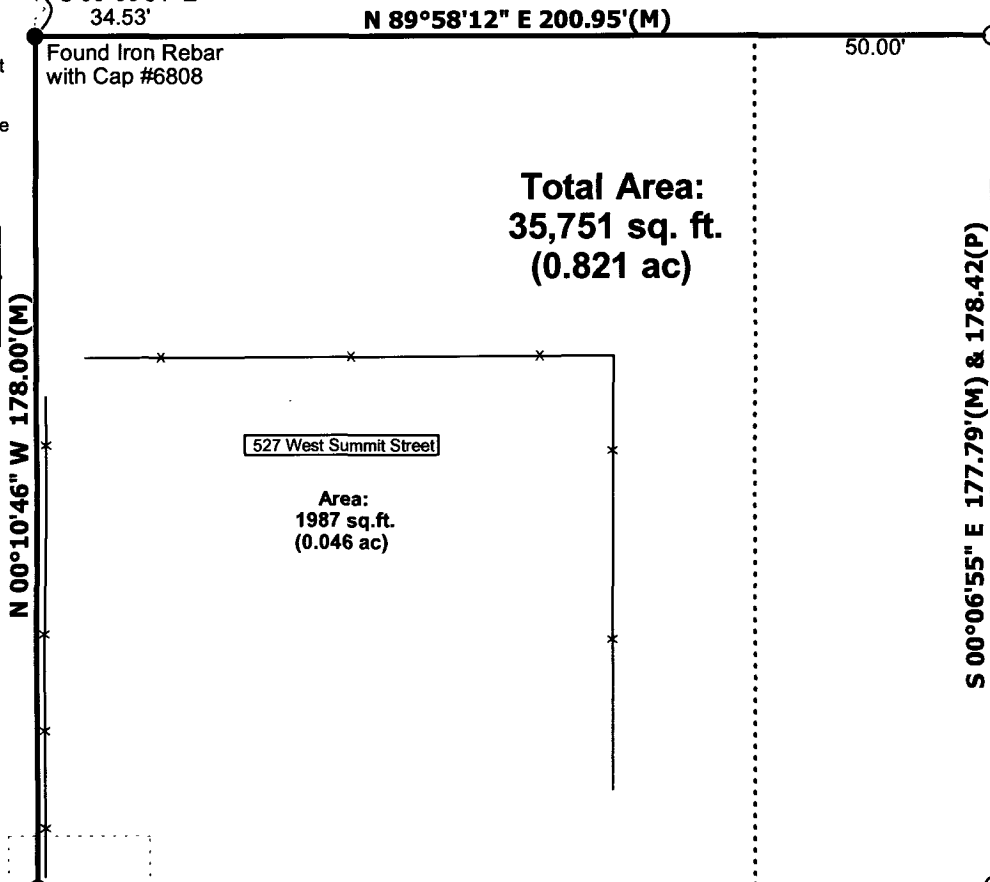 34.53'
N 89°58'12" E 200.95'(M)
50.00'
Found Iron Rebar
with Cap #6808
Total Area:
35,751 sq. ft.
(0.821 ac)
N 00°10'46" W 178.00'(M)
S 00°06'55" E 177.79'(M) & 178.42(P)
527 West Summit Street
Area:
1987 sq.ft.
(0.046 ac)